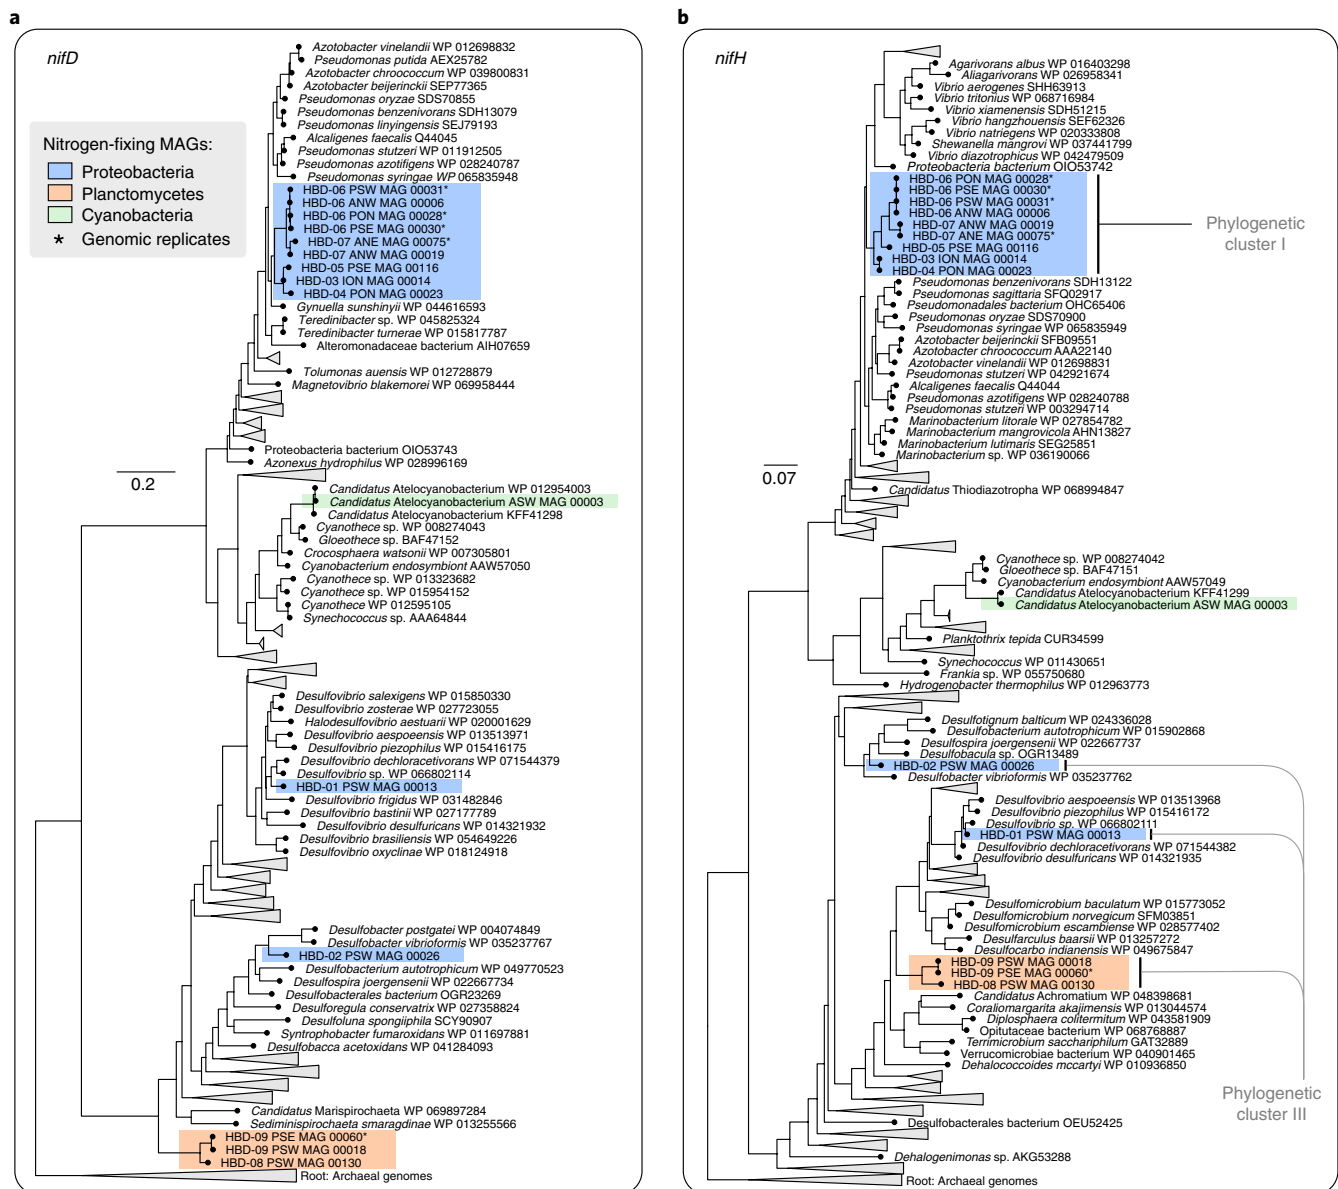 a
nifD
Azotobacter vinelandii WP 012698832
Pseudomonas putida AEX25782
Azotobacter chroococcum WP 039800831
Azotobacter beijerinckii SEP77365
Pseudomonas oryzae SDS70855
Pseudomonas benzenivorans SDH13079
Pseudomonas linyingensis SEJ79193
Alcaligenes faecalis Q44045
Pseudomonas stutzeri WP 011912505
Pseudomonas azotifigens WP 028240787
Pseudomonas syringae WP 065835948
HBD-06 PSW MAG 00031*
HBD-06 ANW MAG 00006
HBD-06 PON MAG 00028*
HBD-06 PSE MAG 00030*
HBD-07 ANE MAG 00075*
HBD-07 ANW MAG 00019
HBD-05 PSE MAG 00116
HBD-03 ION MAG 00014
HBD-04 PON MAG 00023
Gynuella sunshinyii WP 044616593
Teredinibacter sp. WP 045825324
Teredinibacter turnerae WP 015817787
Alteromonadaceae bacterium AIH07659
Tolumonas auensis WP 012728879
Magnetovibrio blakemorei WP 069958444
Proteobacteria bacterium OIO53743
Azonexus hydrophilus WP 028996169
Candidatus Atelocyanobacterium WP 012954003
Candidatus Atelocyanobacterium ASW MAG 00003
Candidatus Atelocyanobacterium KFF41298
Cyanothece sp. WP 008274043
Gloeothece sp. BAF47152
Crocosphaera watsonii WP 007305801
Cyanobacterium endosymbiont AAW57050
Cyanothece sp. WP 013323682
Cyanothece sp. WP 015954152
Cyanothece WP 012595105
Synechococcus sp. AAA64844
Desulfovibrio salexigens WP 015850330
Desulfovibrio zosterae WP 027723055
Halodesulfovibrio aestuarii WP 020001629
Desulfovibrio aespoeensis WP 013513971
Desulfovibrio piezophilus WP 015416175
Desulfovibrio dechloracetivorans WP 071544379
Desulfovibrio sp. WP 066802114
HBD-01 PSW MAG 00013
Desulfovibrio frigidus WP 031482846
Desulfovibrio bastinii WP 027177789
Desulfovibrio desulfuricans WP 014321932
Desulfovibrio brasiliensis WP 054649226
Desulfovibrio oxyclinae WP 018124918
Desulfobacter postgatei WP 004074849
Desulfobacter vibrioformis WP 035237767
HBD-02 PSW MAG 00026
Desulfobacterium autotrophicum WP 049770523
Desulfospira joergensenii WP 022667734
Desulfobacterales bacterium OGR23269
Desulforegula conservatrix WP 027358824
Desulfoluna spongiiphila SCY90907
Syntrophobacter fumaroxidans WP 011697881
Desulfobacca acetoxidans WP 041284093
Candidatus Marispirochaeta WP 069897284
Sediminispirochaeta smaragdinae WP 013255566
HBD-09 PSE MAG 00060*
HBD-09 PSW MAG 00018
HBD-08 PSW MAG 00130
Root: Archaeal genomes
Nitrogen-fixing MAGs:
Proteobacteria
Planctomycetes
Cyanobacteria
* Genomic replicates
0.2
b
nifH
Agarivorans albus WP 016403298
Aliagarivorans WP 026958341
Vibrio aerogenes SHH63913
Vibrio tritonius WP 068716984
Vibrio xiamenensis SDH51215
Vibrio hangzhouensis SEF62326
Vibrio natriegens WP 020333808
Shewanella mangrovi WP 037441799
Vibrio diazotrophicus WP 042479509
Proteobacteria bacterium OIO53742
HBD-06 PON MAG 00028*
HBD-06 PSE MAG 00030*
HBD-06 PSW MAG 00031*
HBD-06 ANW MAG 00006
HBD-07 ANW MAG 00019
HBD-07 ANE MAG 00075*
HBD-05 PSE MAG 00116
HBD-03 ION MAG 00014
HBD-04 PON MAG 00023
Pseudomonas benzenivorans SDH13122
Pseudomonas sagittaria SFQ02917
Pseudomonadales bacterium OHC65406
Pseudomonas oryzae SDS70900
Pseudomonas syringae WP 065835949
Azotobacter beijerinckii SFB09551
Azotobacter chroococcum AAA22140
Azotobacter vinelandii WP 012698831
Pseudomonas stutzeri WP 042921674
Alcaligenes faecalis Q44044
Pseudomonas azotifigens WP 028240788
Pseudomonas stutzeri WP 003294714
Marinobacterium litorale WP 027854782
Marinobacterium mangrovicola AHN13827
Marinobacterium lutimaris SEG25851
Marinobacterium sp. WP 036190066
Candidatus Thiodiazotropha WP 068994847
Cyanothece sp. WP 008274042
Gloeothece sp. BAF47151
Cyanobacterium endosymbiont AAW57049
Candidatus Atelocyanobacterium KFF41299
Candidatus Atelocyanobacterium ASW MAG 00003
Planktothrix tepida CUR34599
Synechococcus WP 011430651
Frankia sp. WP 055750680
Hydrogenobacter thermophilus WP 012963773
Desulfotignum balticum WP 024336028
Desulfobacterium autotrophicum WP 015902868
Desulfospira joergensenii WP 022667737
Desulfobacula sp. OGR13489
HBD-02 PSW MAG 00026
Desulfobacter vibrioformis WP 035237762
Desulfovibrio aespoeensis WP 013513968
Desulfovibrio piezophilus WP 015416172
Desulfovibrio sp. WP 066802111
HBD-01 PSW MAG 00013
Desulfovibrio dechloracetivorans WP 071544382
Desulfovibrio desulfuricans WP 014321935
Desulfomicrobium baculatum WP 015773052
Desulfomicrobium norvegicum SFM03851
Desulfomicrobium escambiense WP 028577402
Desulfarculus baarsii WP 013257272
Desulfocarbo indianensis WP 049675847
HBD-09 PSW MAG 00018
HBD-09 PSE MAG 00060*
HBD-08 PSW MAG 00130
Candidatus Achromatium WP 048398681
Coraliomargarita akajimensis WP 013044574
Diplosphaera colitermitum WP 043581909
Opitutaceae bacterium WP 068768887
Terrimicrobium sacchariphilum GAT32889
Verrucomicrobiae bacterium WP 040901465
Dehalococcoides mccartyi WP 010936850
Desulfobacterales bacterium OEU52425
Dehalogenimonas sp. AKG53288
Root: Archaeal genomes
0.07
Phylogenetic
cluster I
Phylogenetic
cluster III